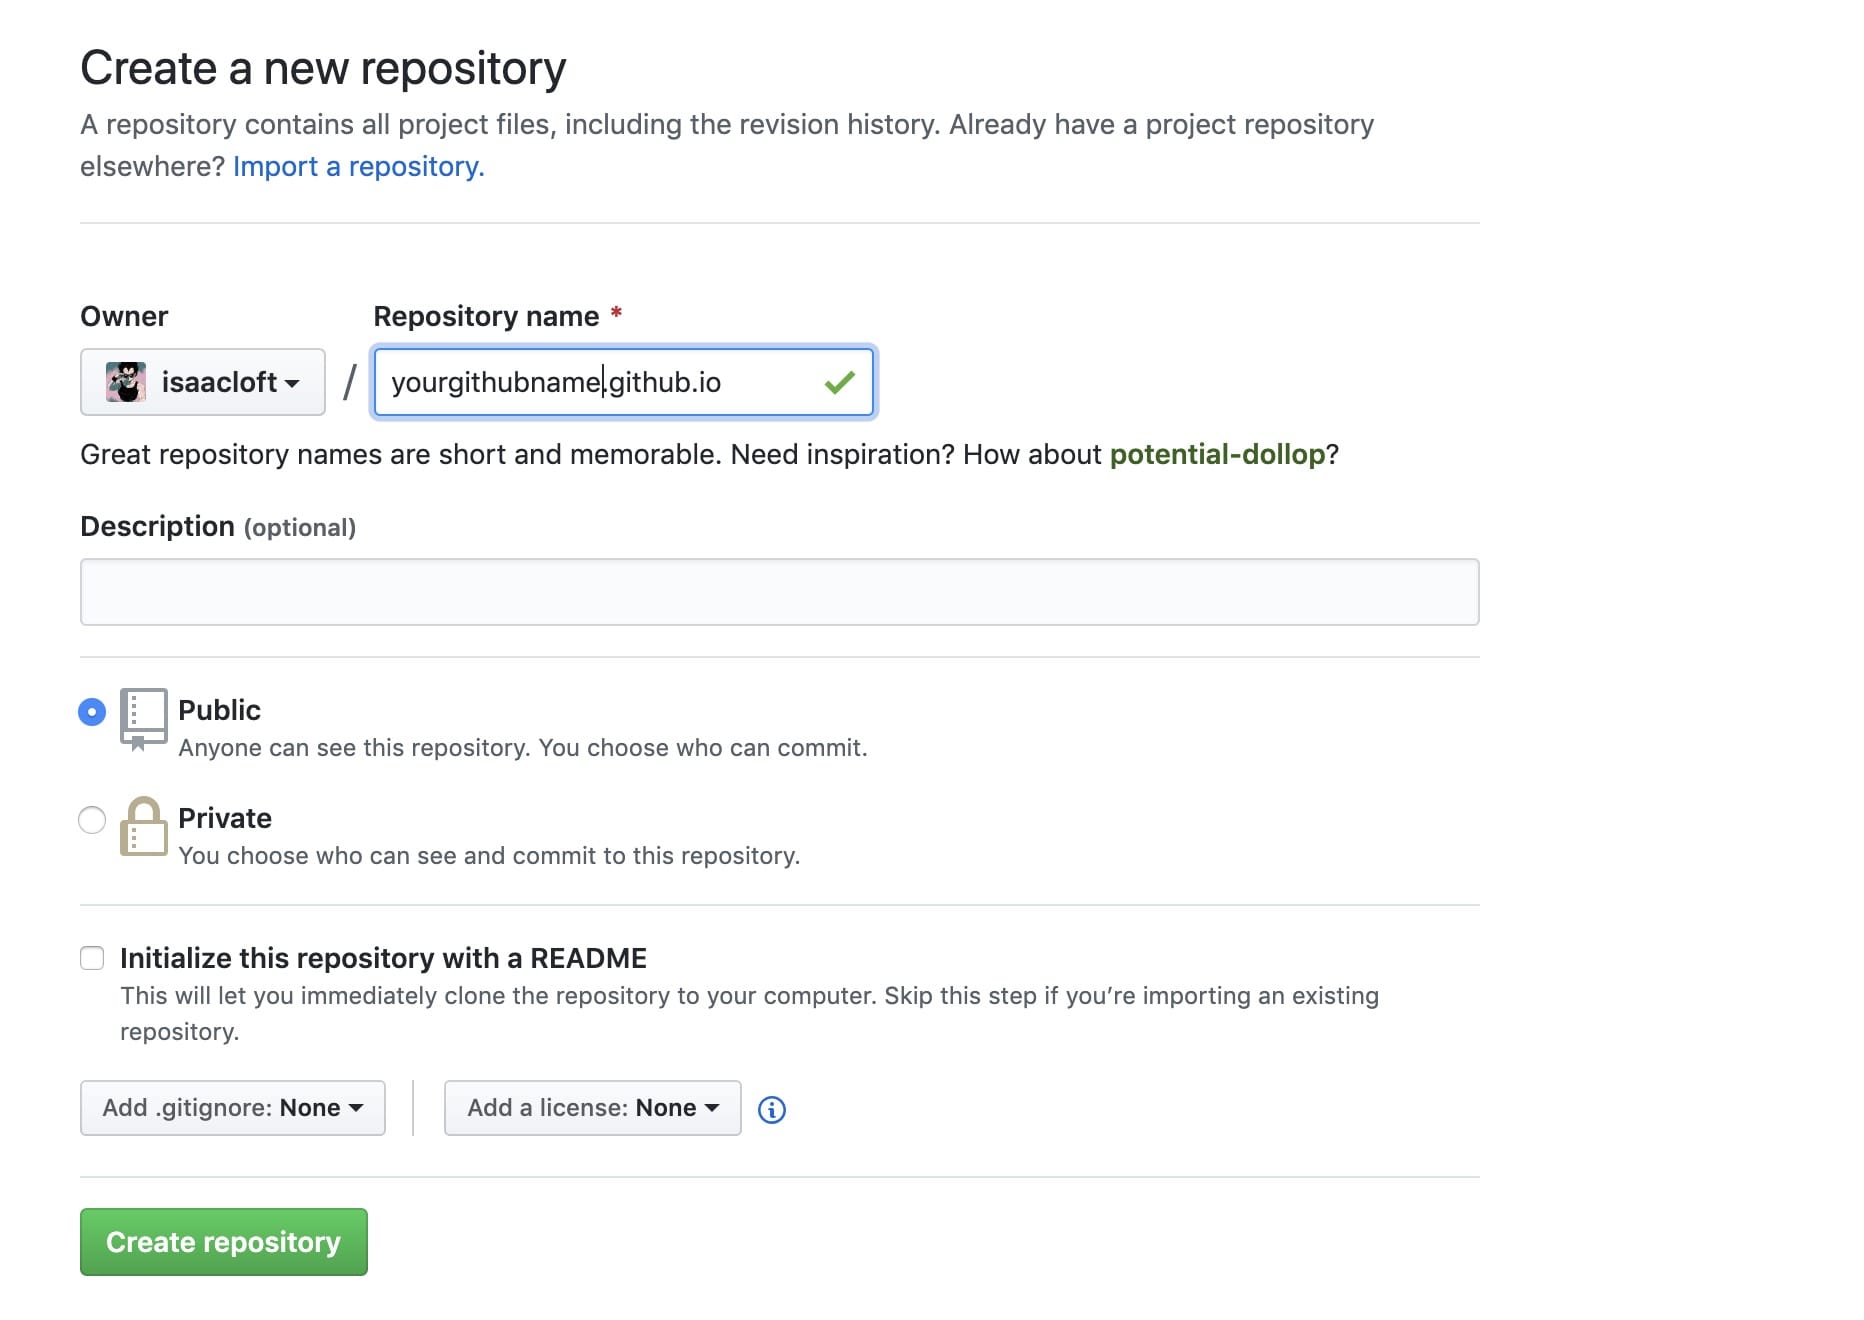 Create a new repository
A repository contains all project files, including the revision history. Already have a project repository
elsewhere? Import a repository.
Owner
Repository name *
isaacloft
/
yourgithubname.github.io
Great repository names are short and memorable. Need inspiration? How about potential-dollop?
Description (optional)
Public
Anyone can see this repository. You choose who can commit.
Private
You choose who can see and commit to this repository.
Initialize this repository with a README
This will let you immediately clone the repository to your computer. Skip this step if you’re importing an existing
repository.
Add .gitignore: None
Add a license: None
Create repository